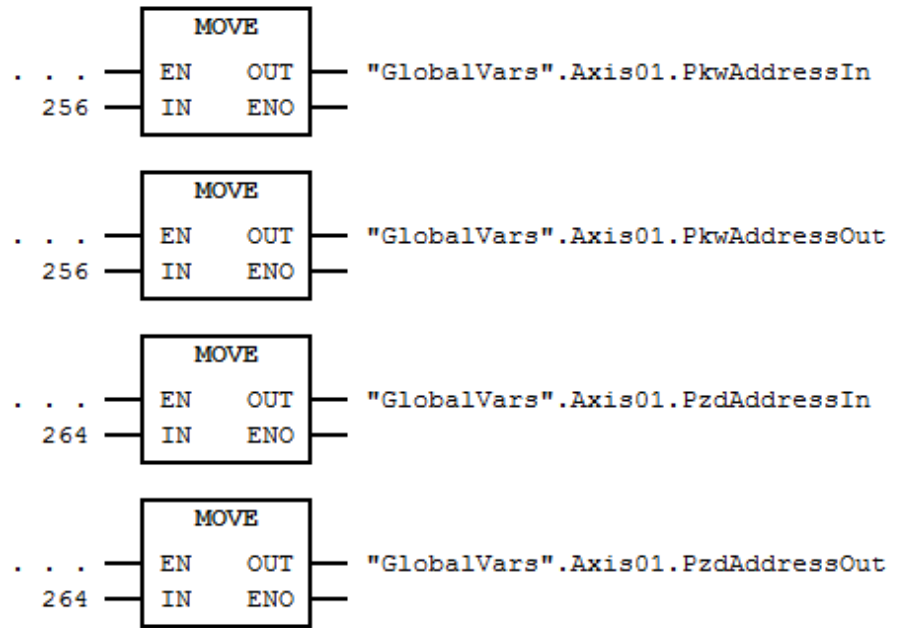 MOVE
. . . EN OUT "GlobalVars".Axis01.PkwAddressIn
256 IN ENO
MOVE
. . . EN OUT "GlobalVars".Axis01.PkwAddressOut
256 IN ENO
MOVE
. . . EN OUT "GlobalVars".Axis01.PzdAddressIn
264 IN ENO
MOVE
. . . EN OUT "GlobalVars".Axis01.PzdAddressOut
264 IN ENO